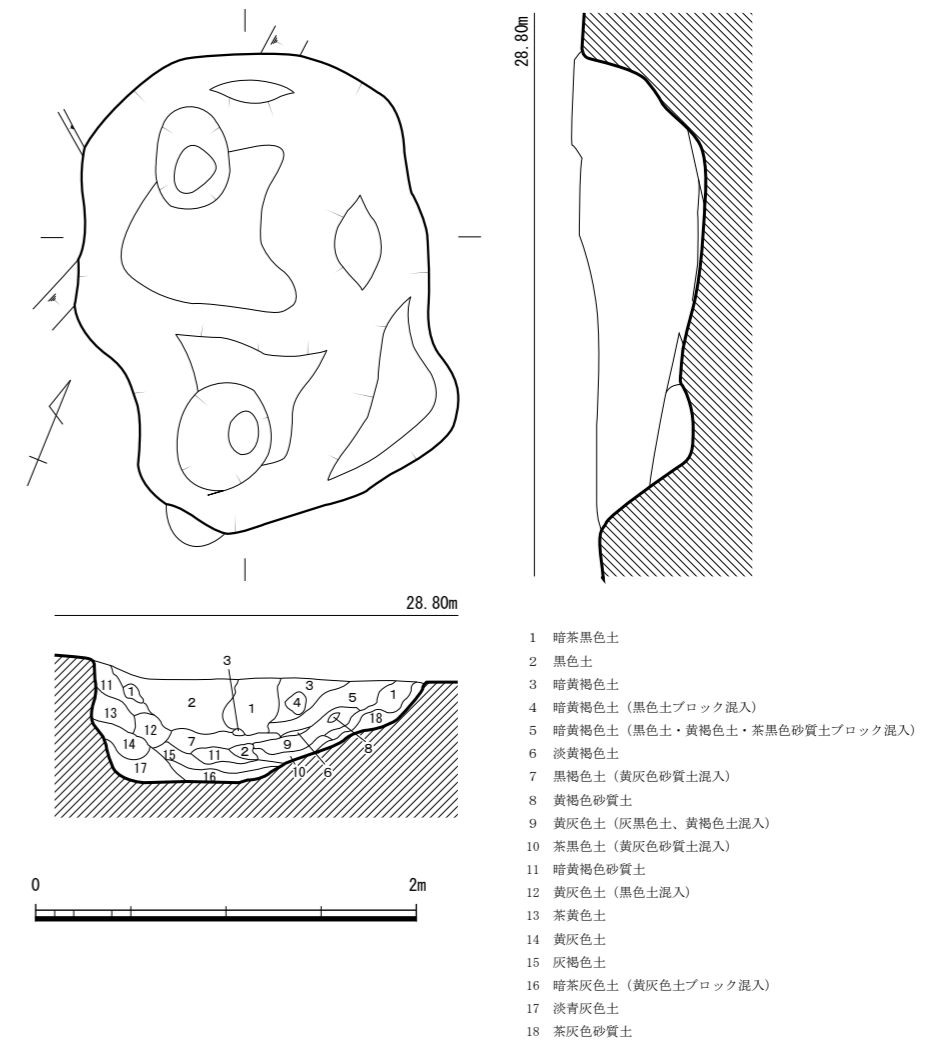 28.80m
28.80m
3
11 1 2 1 3 4 5 1
13 12 7 18
14 15 11 2 9 8
17 16 10 6
0 2m
1 暗茶黒色土
2 黒色土
3 暗黄褐色土
4 暗黄褐色土（黒色土ブロック混入）
5 暗黄褐色土（黒色土・黄褐色土・茶黒色砂質土ブロック混入）
6 淡黄褐色土
7 黒褐色土（黄灰色砂質土混入）
8 黄褐色砂質土
9 黄灰色土（灰黒色土、黄褐色土混入）
10 茶黒色土（黄灰色砂質土混入）
11 暗黄褐色砂質土
12 黄灰色土（黒色土混入）
13 茶黄色土
14 黄灰色土
15 灰褐色土
16 暗茶灰色土（黄灰色土ブロック混入）
17 淡青灰色土
18 茶灰色砂質土